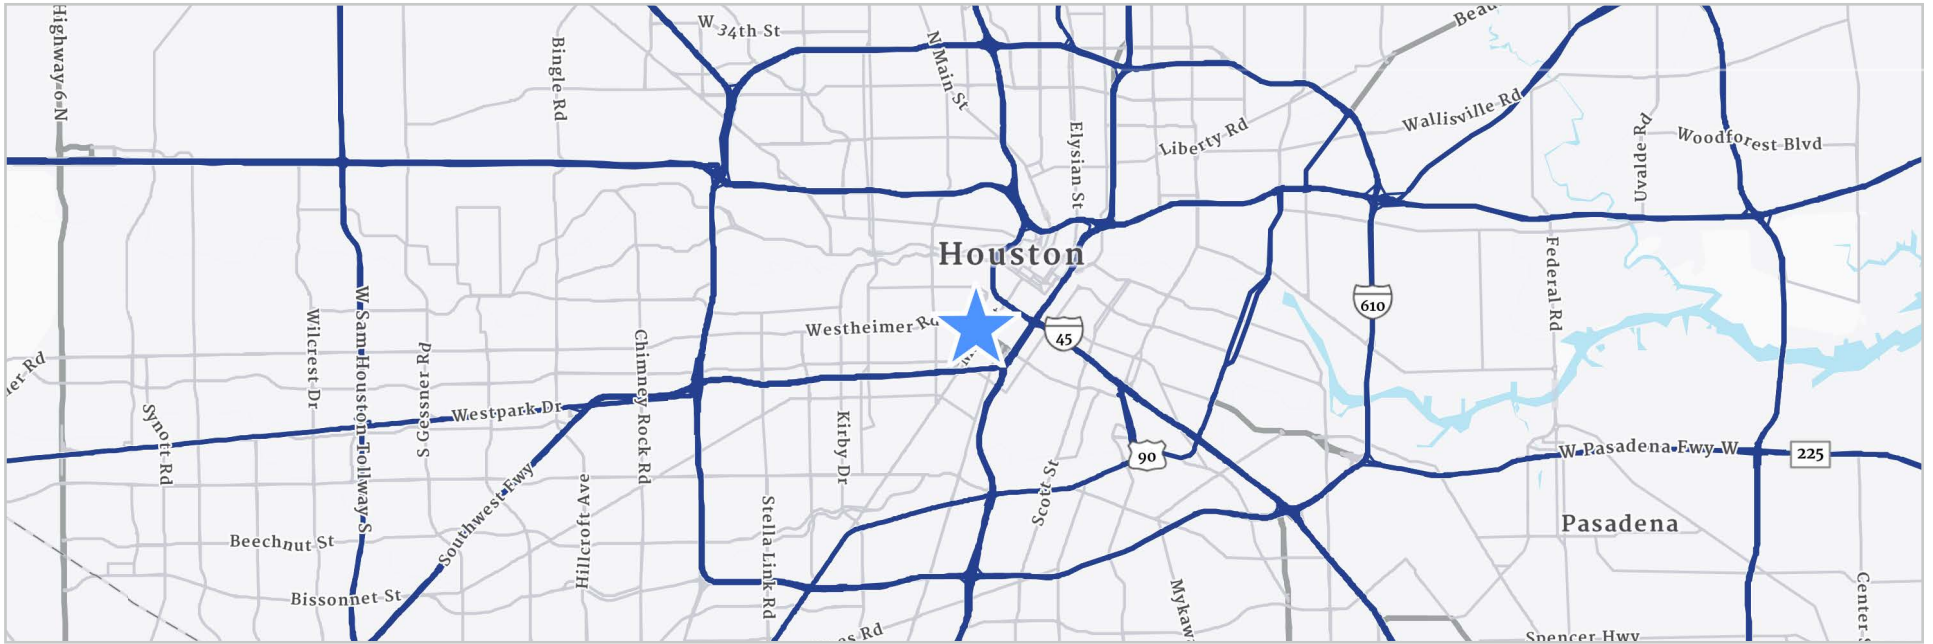 Highway 6 N
Bingle Rd
W 34th St
N Main St
Elysian St
Liberty Rd
Wallisville Rd
Uvalde Rd
Woodforest Blvd
Houston
Westheimer Rd
45
610
Federal Rd
Wilcrest Dr
W Sam Houston Tollway S
S Gessner Rd
Chimney Rock Rd
Westpark Dr
Synott Rd
Kirby Dr
90
W Pasadena Fwy W
225
Southwest Fwy
Hillcroft Ave
Stella Link Rd
Scott St
Pasadena
Beechnut St
Bissonnet St
Spencer Hwy
Center